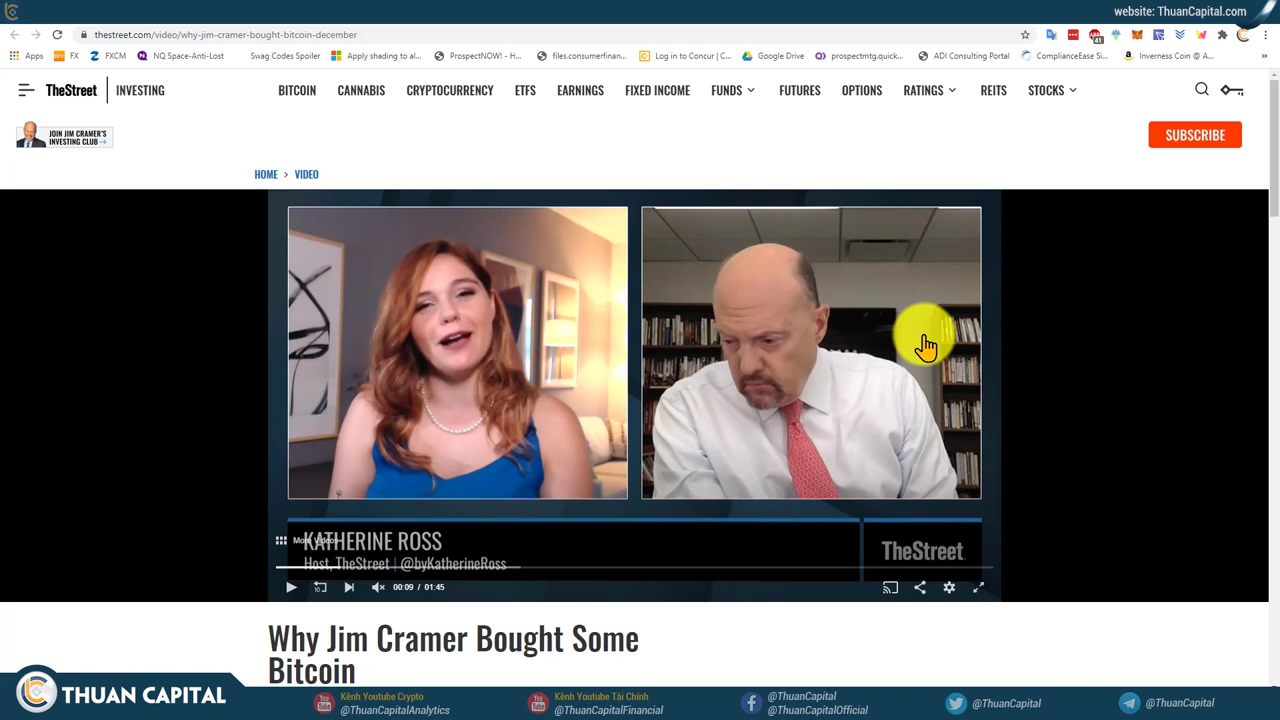 website: ThuanCapital.com
thestreet.com/video/why-jim-cramer-bought-bitcoin-december
41
Apps
FX
FXCM
NQ Space-Anti-Lost
Swag Codes Spoiler
Apply shading to al...
ProspectNOW! - Inc...
files.consumerfinan...
Log in to Concur | C...
Google Drive
prospectmtg.quick...
ADI Consulting Portal
ComplianceEase Si...
Inverness Coin @ A...
TheStreet
INVESTING
BITCOIN
CANNABIS
CRYPTOCURRENCY
ETFS
EARNINGS
FIXED INCOME
FUNDS
FUTURES
OPTIONS
RATINGS
REITS
STOCKS
JOIN JIM CRAMER'S
INVESTING CLUB
SUBSCRIBE
HOME > VIDEO
KATHERINE ROSS
More Videos
Host, TheStreet | @byKatherineRoss
TheStreet
10
00:09 / 01:45
Why Jim Cramer Bought Some
Bitcoin
THUAN CAPITAL
Kênh Youtube Crypto
@ThuanCapitalAnalytics
Kênh Youtube Tài Chính
@ThuanCapitalFinancial
@ThuanCapital
@ThuanCapitalOfficial
@ThuanCapital
@ThuanCapital